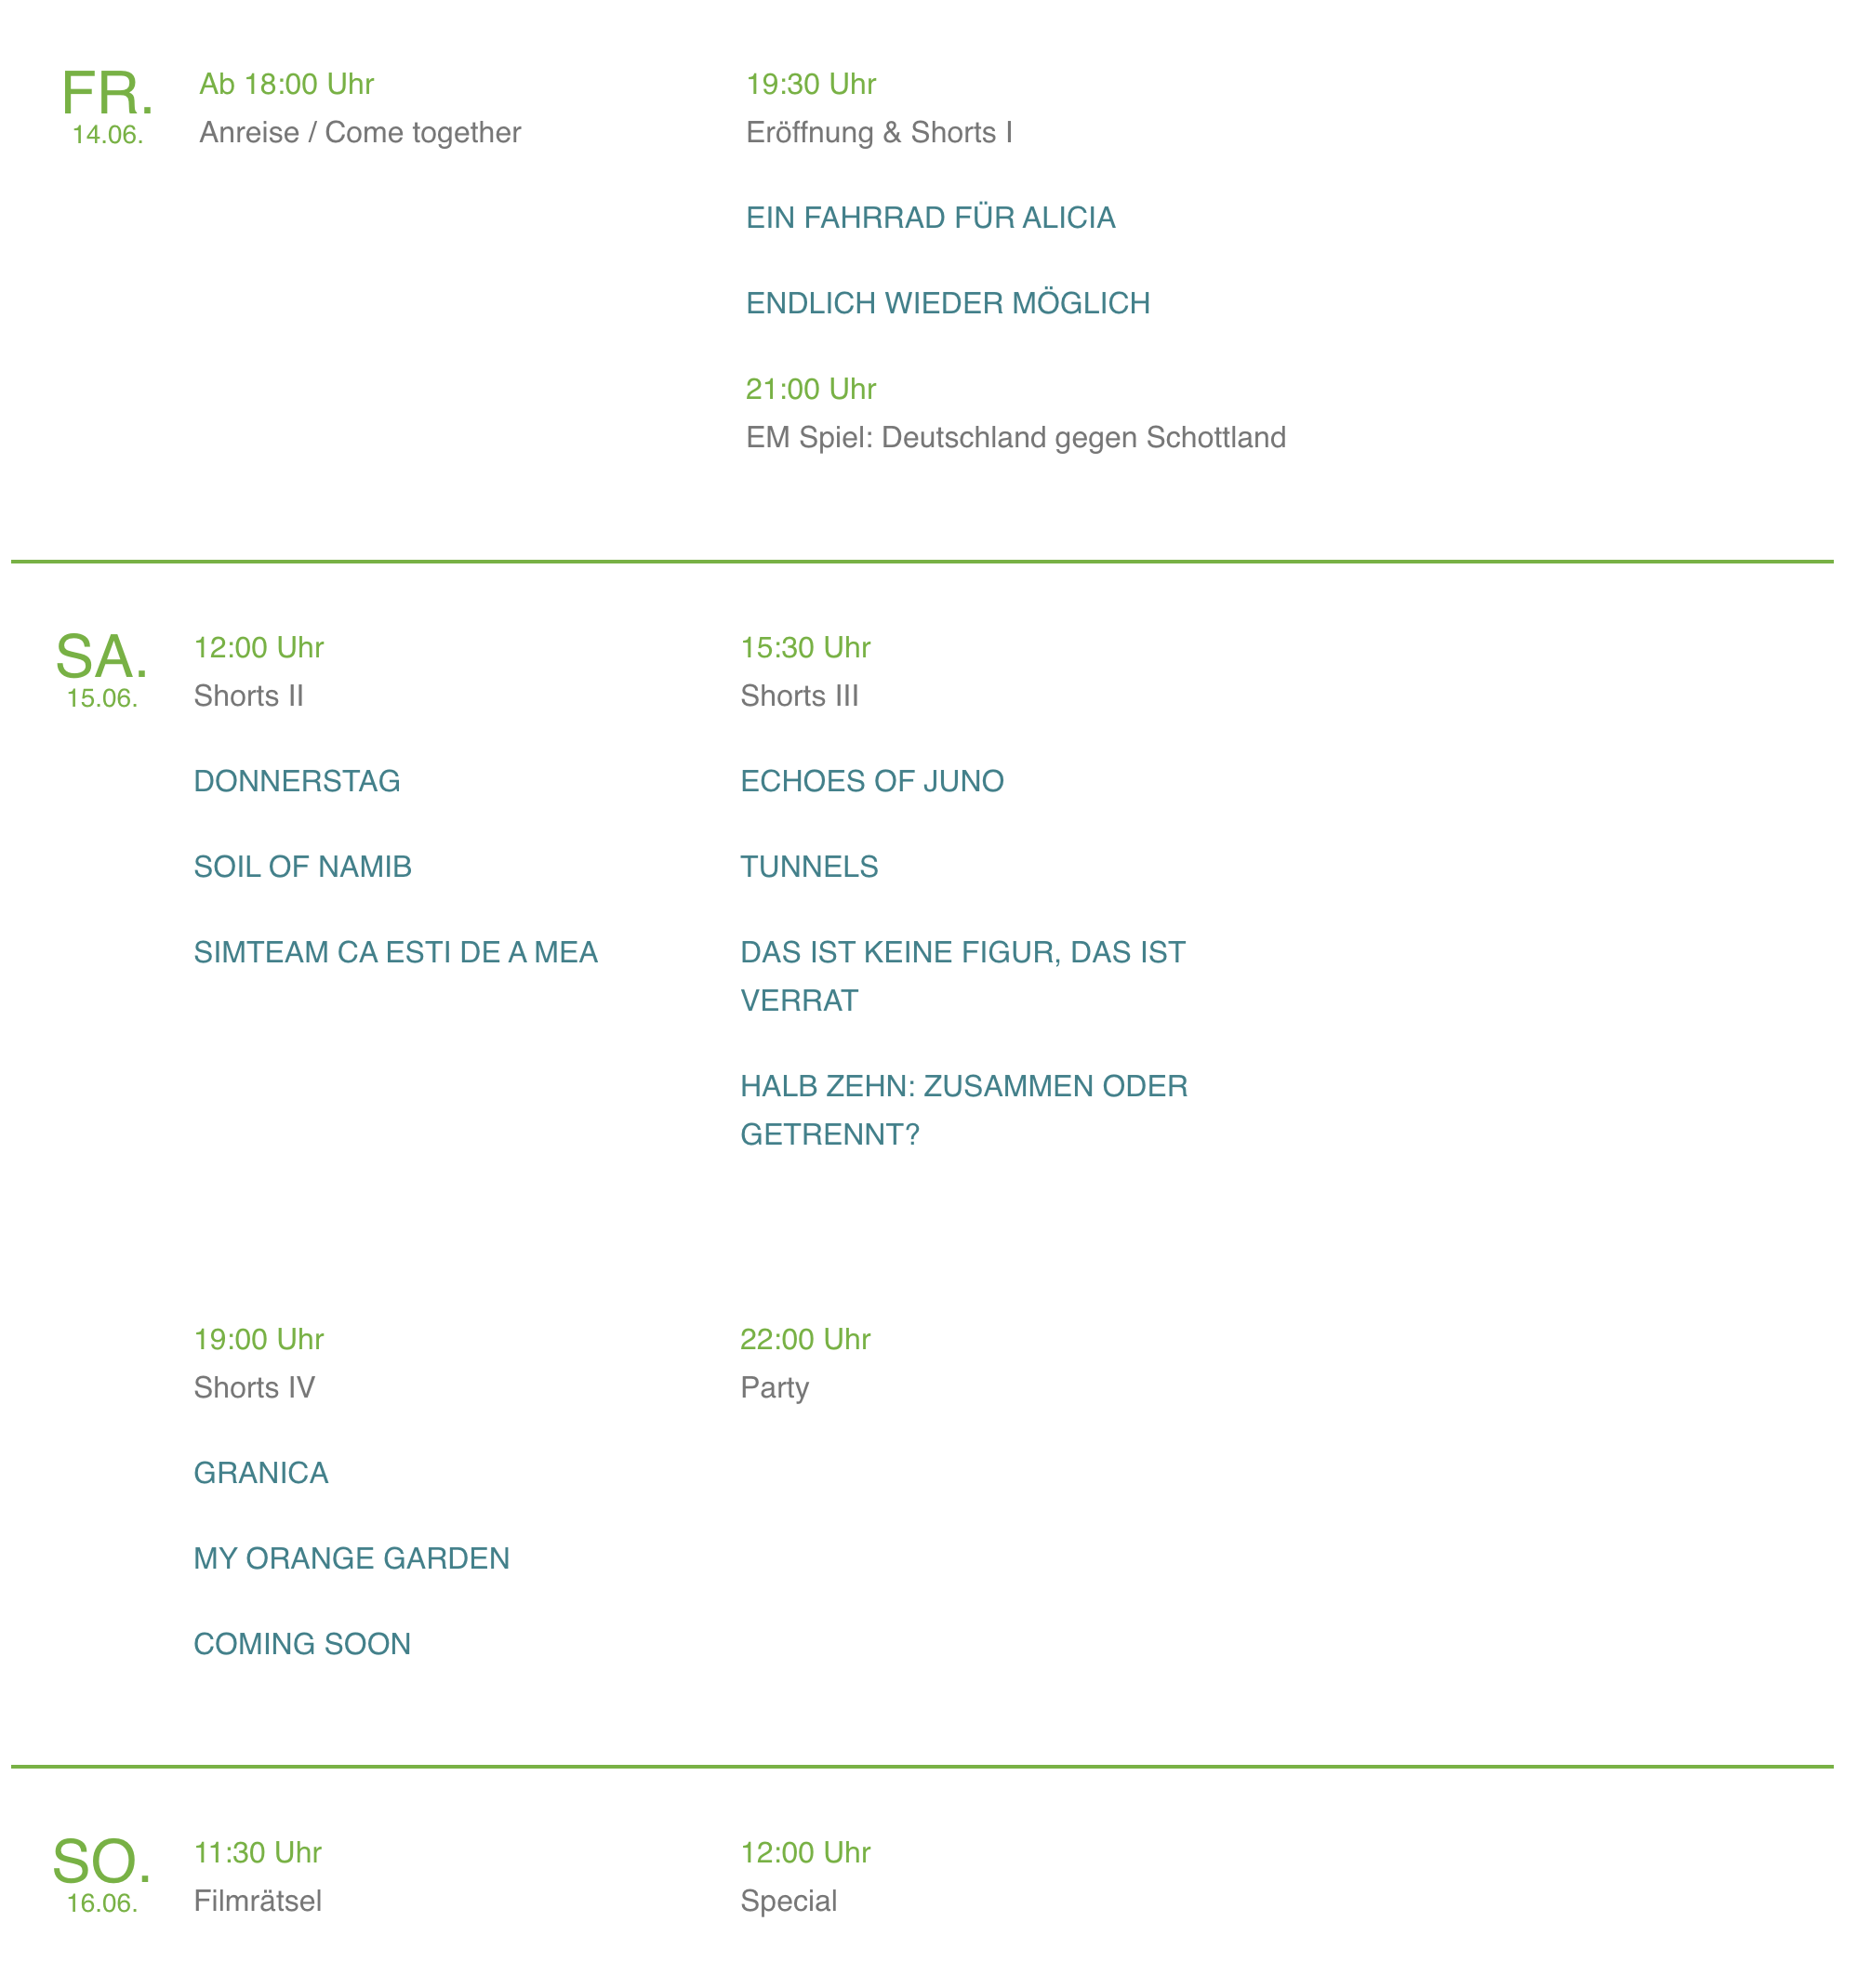 FR.
14.06.
Ab 18:00 Uhr
Anreise / Come together
19:30 Uhr
Eröffnung & Shorts I
EIN FAHRRAD FÜR ALICIA
ENDLICH WIEDER MÖGLICH
21:00 Uhr
EM Spiel: Deutschland gegen Schottland
SA.
15.06.
12:00 Uhr
Shorts II
DONNERSTAG
SOIL OF NAMIB
SIMTEAM CA ESTI DE A MEA
15:30 Uhr
Shorts III
ECHOES OF JUNO
TUNNELS
DAS IST KEINE FIGUR, DAS IST
VERRAT
HALB ZEHN: ZUSAMMEN ODER
GETRENNT?
19:00 Uhr
Shorts IV
GRANICA
MY ORANGE GARDEN
COMING SOON
22:00 Uhr
Party
SO.
16.06.
11:30 Uhr
Filmrätsel
12:00 Uhr
Special